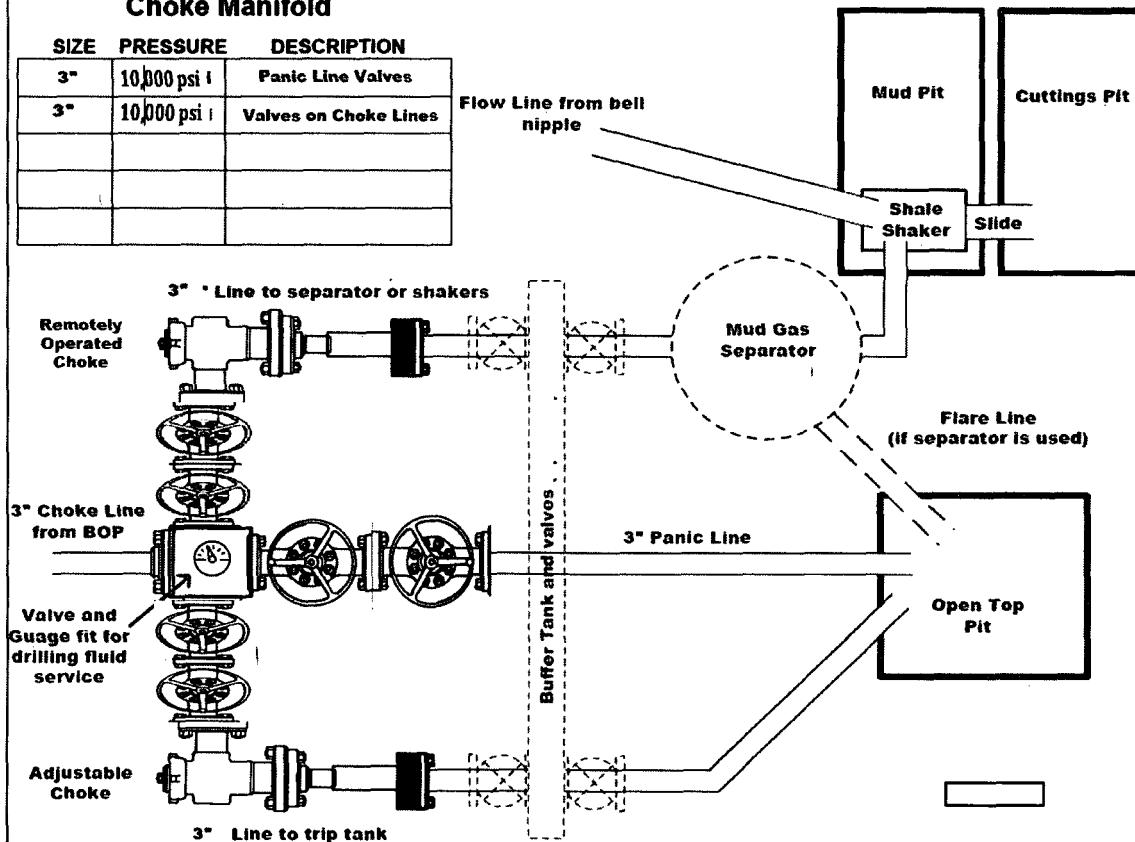 Choke Manifold
SIZE PRESSURE DESCRIPTION
3" 10,000 psi Panic Line Valves
3" 10,000 psi Valves on Choke Lines
Flow Line from bell
nipple
Mud Pit
Cuttings Pit
Shale
Shaker
Slide
3" Line to separator or shakers
Remotely
Operated
Choke
Mud Gas
Separator
Flare Line
(if separator is used)
3" Choke Line
from BOP
3" Panic Line
Buffer Tank and valves
Open Top
Pit
Valve and
Guage fit for
drilling fluid
service
Adjustable
Choke
3" Line to trip tank